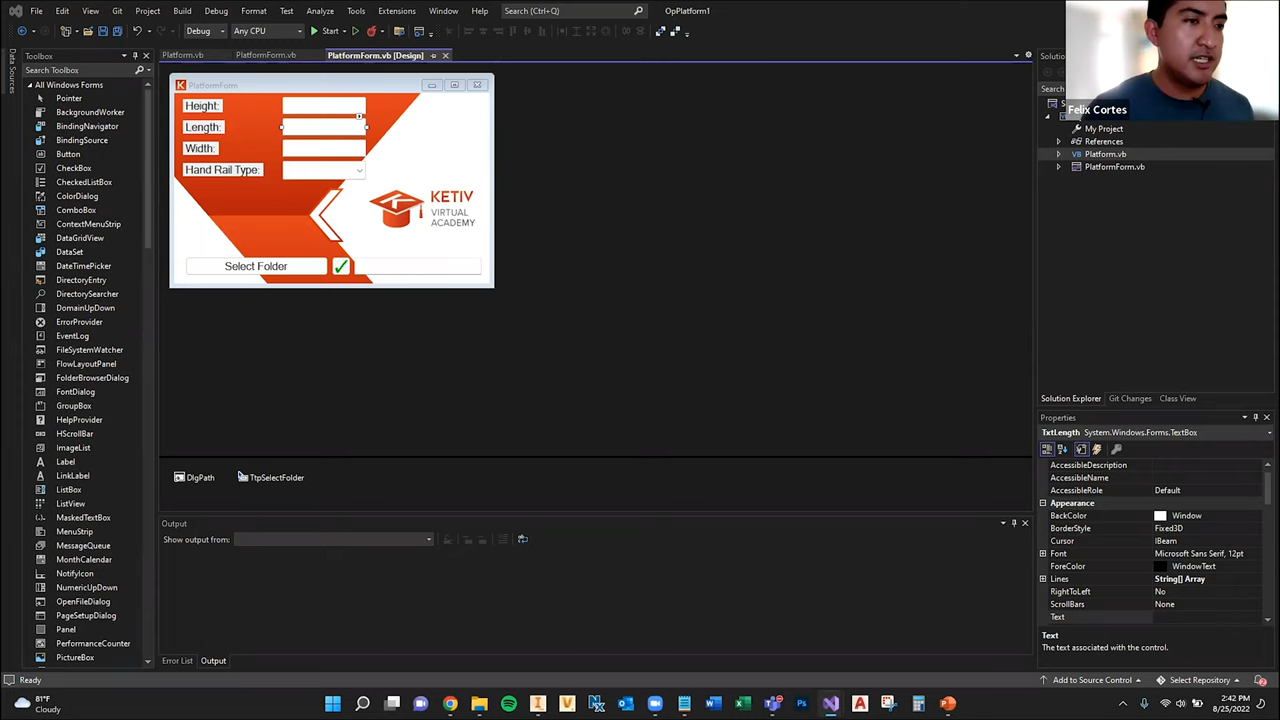 File Edit View Git Project Build Debug Format Test Analyze Tools Extensions Window Help Search (Ctrl+Q) OpPlatform1
Debug Any CPU Start
Toolbox
Platform.vb PlatformForm.vb PlatformForm.vb [Design]
Data Sources
Search Toolbox
All Windows Forms
Pointer
BackgroundWorker
BindingNavigator
BindingSource
Button
CheckBox
CheckedListBox
ColorDialog
ComboBox
ContextMenuStrip
DataGridView
DataSet
DateTimePicker
DirectoryEntry
DirectorySearcher
DomainUpDown
ErrorProvider
EventLog
FileSystemWatcher
FlowLayoutPanel
FolderBrowserDialog
FontDialog
GroupBox
HelpProvider
HScrollBar
ImageList
Label
LinkLabel
ListBox
ListView
MaskedTextBox
MenuStrip
MessageQueue
MonthCalendar
NotifyIcon
NumericUpDown
OpenFileDialog
PageSetupDialog
Panel
PerformanceCounter
PictureBox
PlatformForm
Height:
Length:
Width:
Hand Rail Type:
KETIV
VIRTUAL
ACADEMY
Select Folder
DlgPath TtpSelectFolder
Output
Show output from:
Error List Output
Felix Cortes
My Project
References
VB Platform.vb
PlatformForm.vb
Solution Explorer Git Changes Class View
Properties
TxtLength System.Windows.Forms.TextBox
AccessibleDescription
AccessibleName
AccessibleRole Default
Appearance
BackColor Window
BorderStyle Fixed3D
Cursor IBeam
Font Microsoft Sans Serif, 12pt
ForeColor WindowText
Lines String[] Array
RightToLeft No
ScrollBars None
Text
Text
The text associated with the control.
Ready
Add to Source Control Select Repository
81°F
Cloudy
2:42 PM
8/25/2022